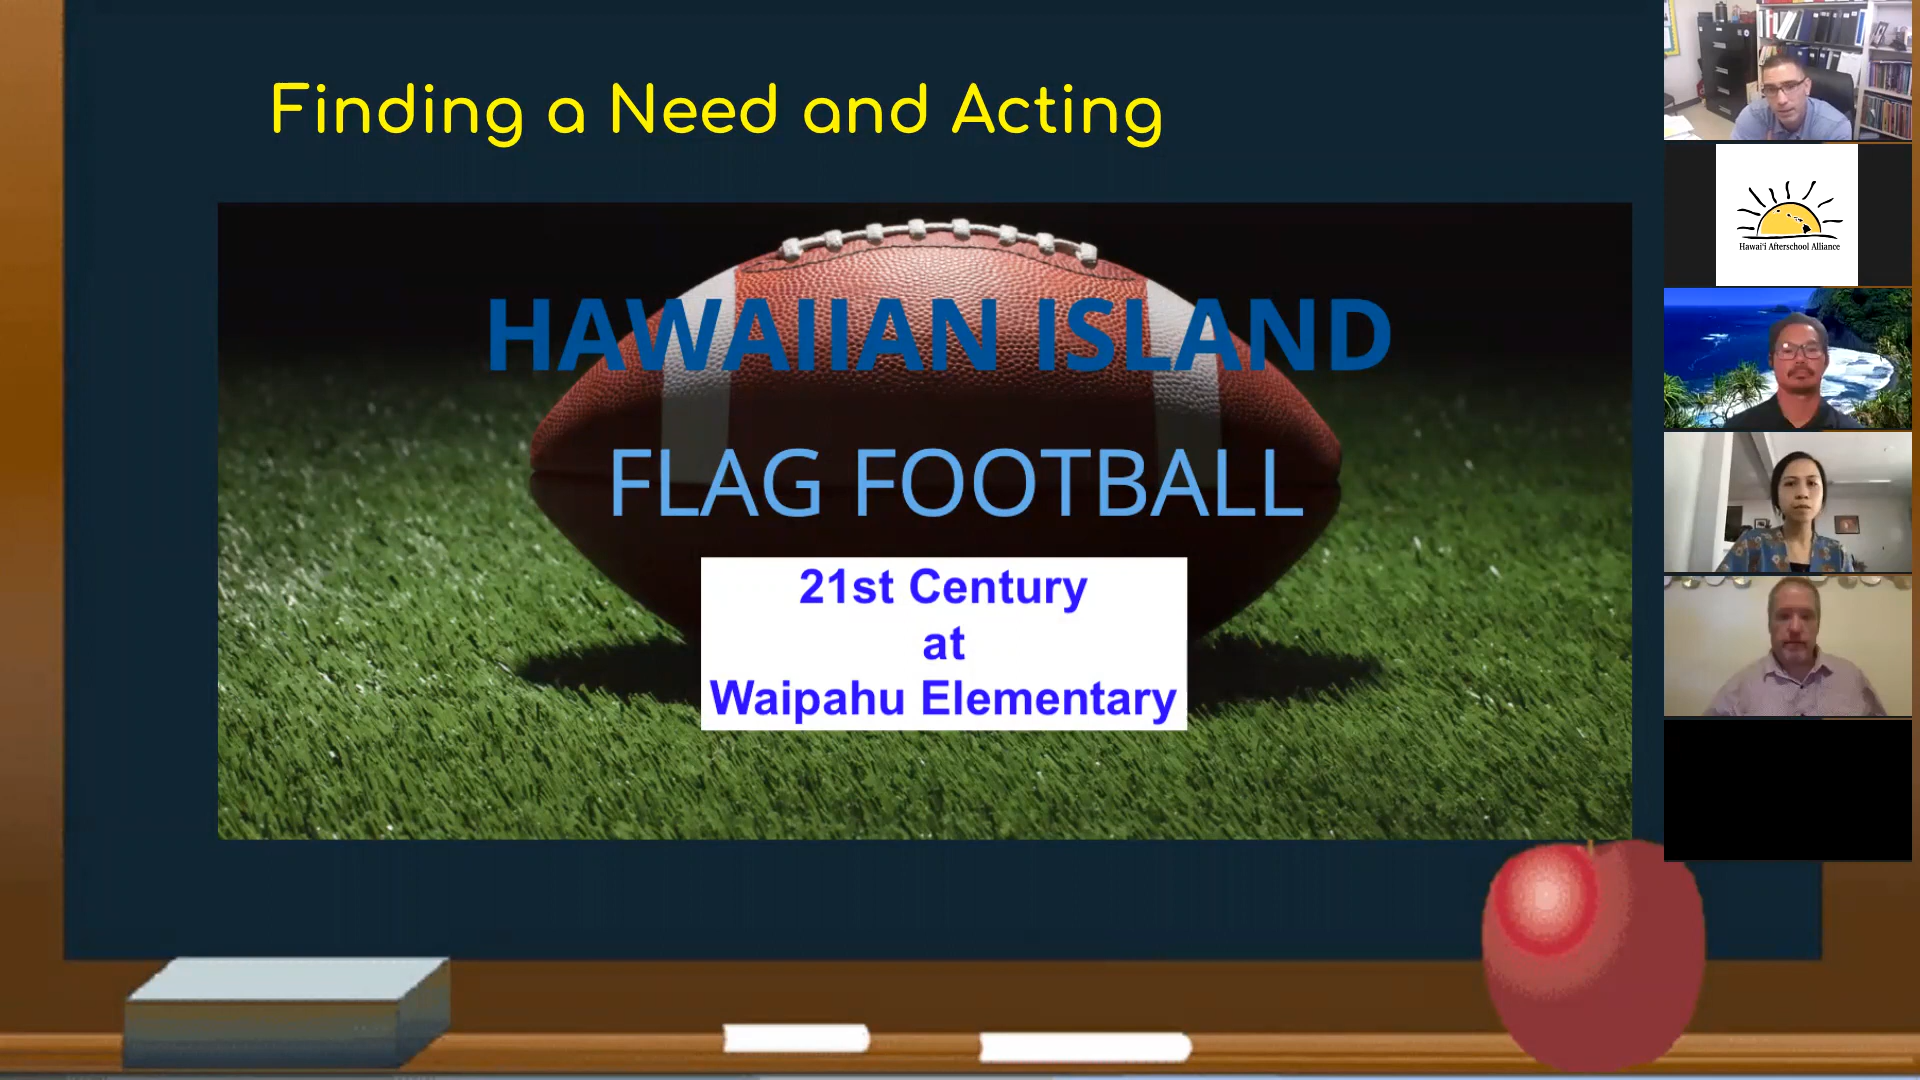 Finding a Need and Acting
HAWAIIAN ISLAND
FLAG FOOTBALL
21st Century
at
Waipahu Elementary
Hawai'i Afterschool Alliance